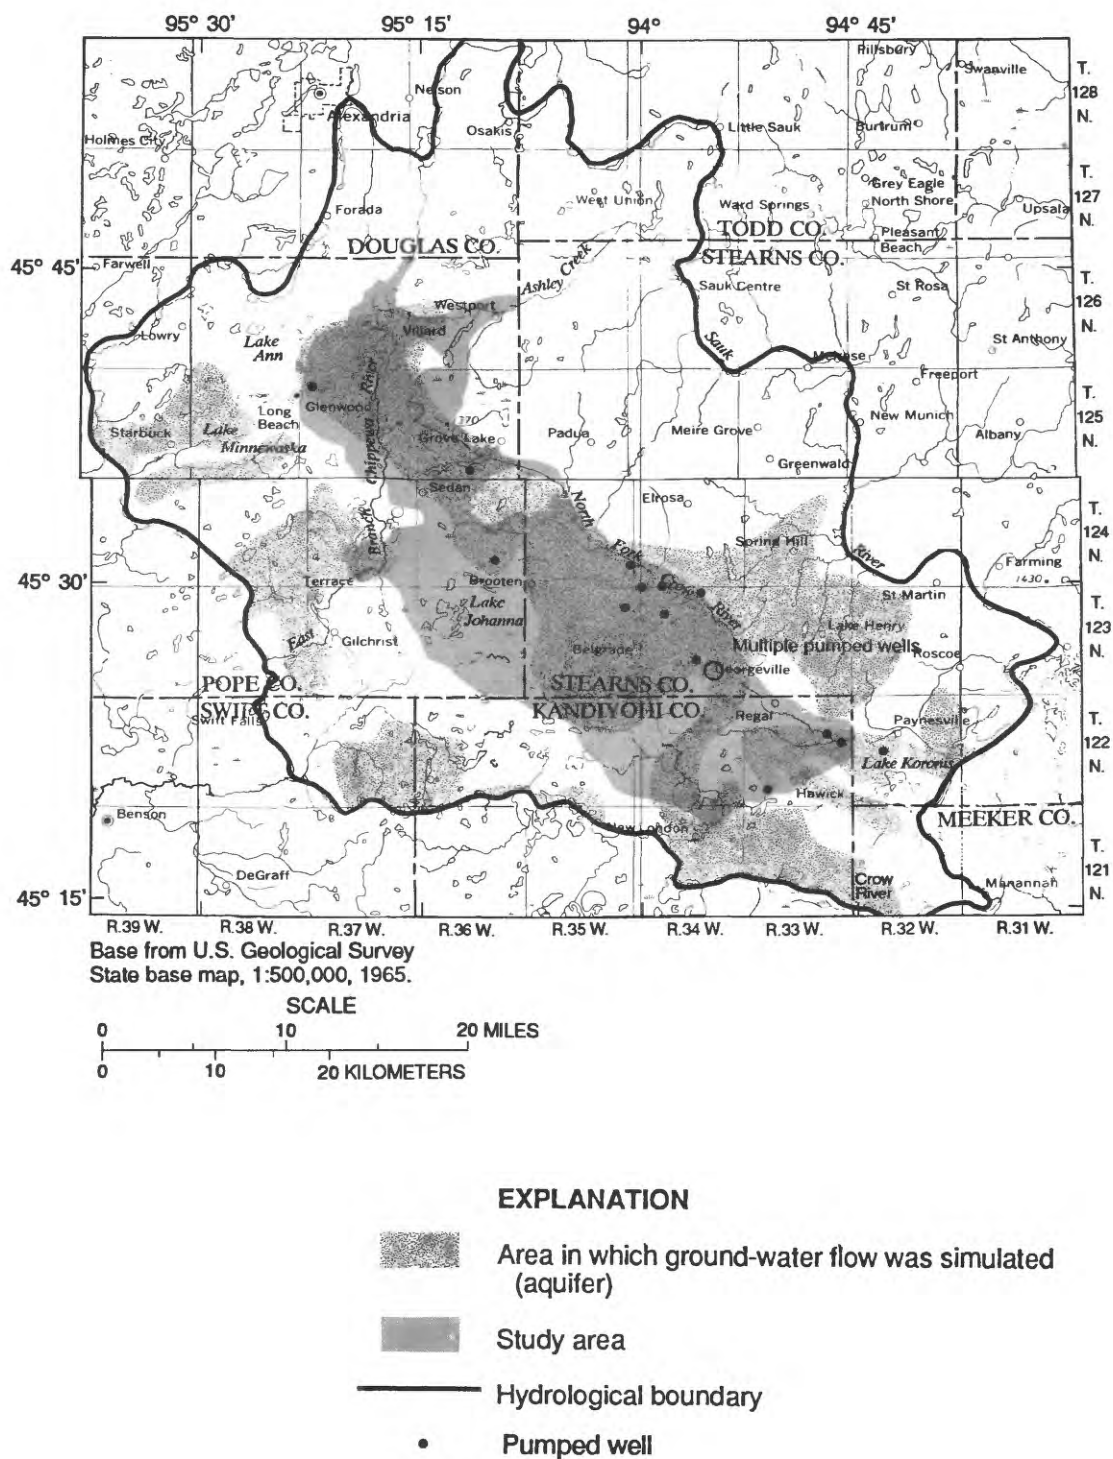 95° 30'
95° 15'
94°
94° 45'
Pillsbury
Swanville
T.
128
N.
Nelson
Alexandria
Osakis
Little Sauk
Burtrum
Holmes City
T.
127
N.
Grey Eagle
West Union
Ward Springs
North Shore
Upsala
Forada
DOUGLAS CO.
TODD CO.
Pleasant
Beach
STEARNS CO.
45° 45'
Farwell
Ashley Creek
Sauk Centre
St Rosa
T.
126
N.
Westport
Villard
Lowry
Lake
Ann
Sauk
St Anthony
Melrose
Freeport
Glenwood
Long
Beach
Chippewa River
370
New Munich
T.
125
N.
Starbuck
Lake
Minnewaska
Grove Lake
Padua
Meire Grove
Albany
Greenwald
Sedan
North
Elrosa
T.
124
N.
Branch
Fork
Spring Hill
River
Farming
1430
45° 30'
Terrace
Brooten
Crow
St Martin
Lake
Johanna
River
Lake Henry
T.
123
N.
East
Gilchrist
Belgrade
Multiple pumped wells
Roscoe
Georgeville
POPE CO.
STEARNS CO.
SWIFT CO.
KANDIYOHI CO.
Swift Falls
Regal
Paynesville
T.
122
N.
Lake Koronis
Hawick
Benson
New London
MEEKER CO.
T.
121
N.
DeGraff
Crow
River
Manannah
45° 15'
R.39 W.
R.38 W.
R.37 W.
R.36 W.
R.35 W.
R.34 W.
R.33 W.
R.32 W.
R.31 W.
Base from U.S. Geological Survey
State base map, 1:500,000, 1965.
SCALE
0 10 20 MILES
0 10 20 KILOMETERS
EXPLANATION
Area in which ground-water flow was simulated
(aquifer)
Study area
Hydrological boundary
Pumped well